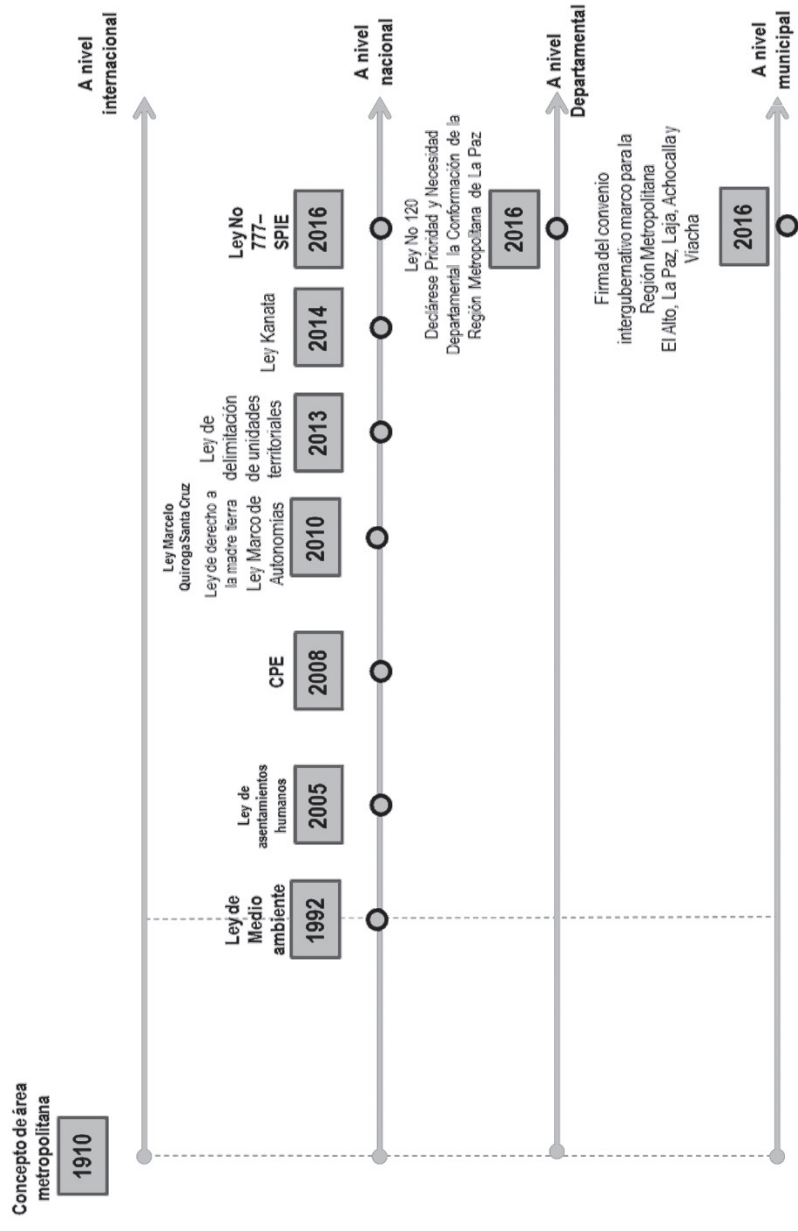 Concepto de área
metropolitana
1910
A nivel
internacional
Ley de
Medio
ambiente
1992
Ley de
asentamientos
humanos
2005
CPE
2008
Ley Marcelo
Quiroga Santa Cruz
Ley de derecho a
la madre tierra
Ley Marco de
Autonomías
2010
Ley de
delimitación
de unidades
territoriales
2013
Ley Kanata
2014
Ley No
777–
SPIE
2016
A nivel
nacional
Ley No 120
Declárese Prioridad y Necesidad
Departamental la Conformación de la
Región Metropolitana de La Paz
2016
A nivel
Departamental
Firma del convenio
intergubernativo marco para la
Región Metropolitana
El Alto, La Paz, Laja, Achocalla y
Viacha
2016
A nivel
municipal